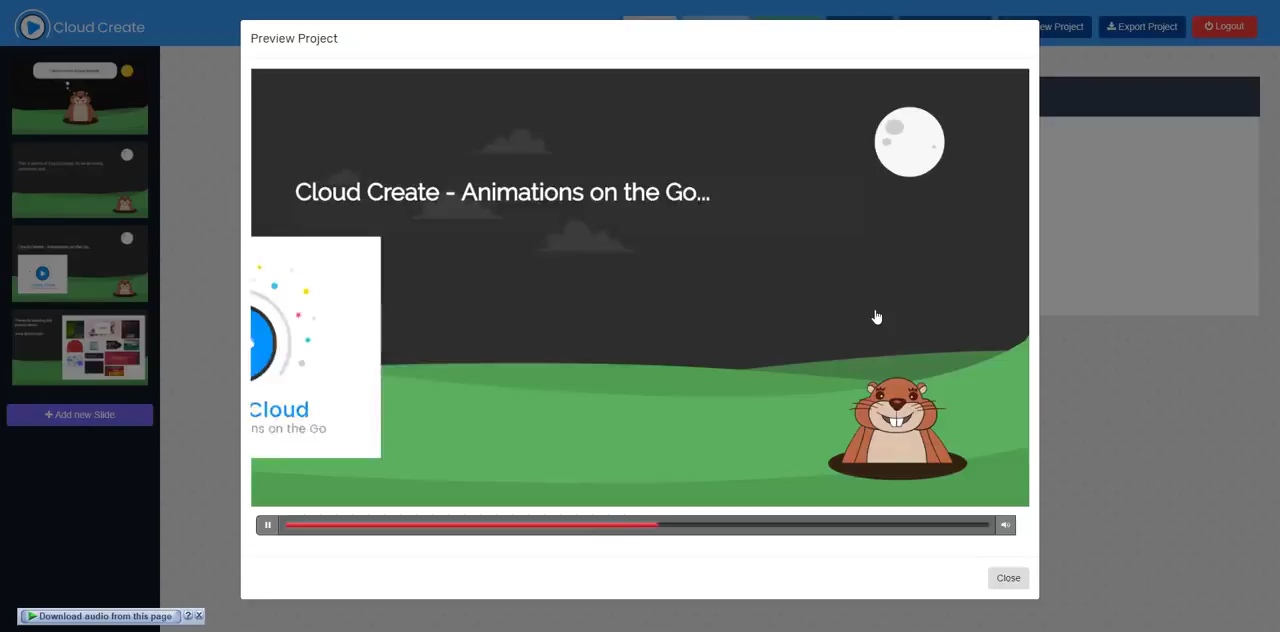 Cloud Create
Preview Project
ew Project
Export Project
Logout
Cloud Create - Animations on the Go...
Cloud
ns on the Go
+ Add new Slide
Close
Download audio from this page
? x